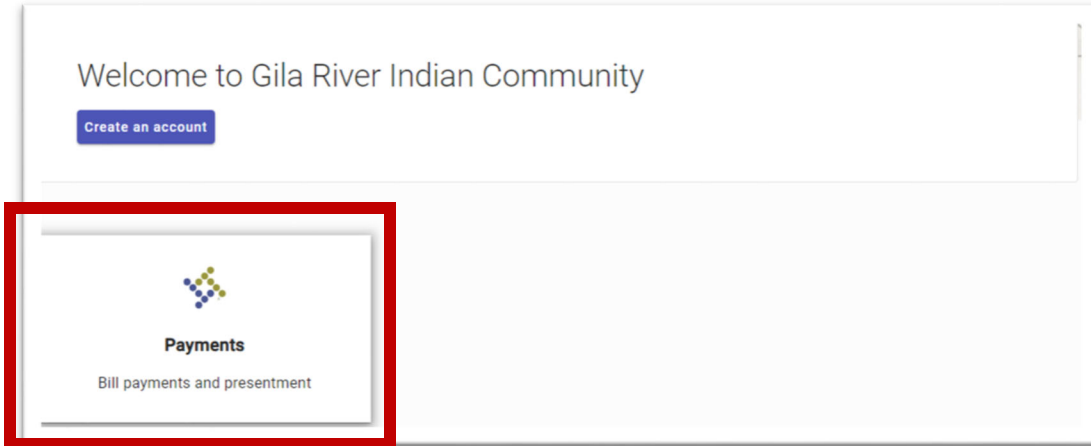 Welcome to Gila River Indian Community
Create an account
Payments
Bill payments and presentment